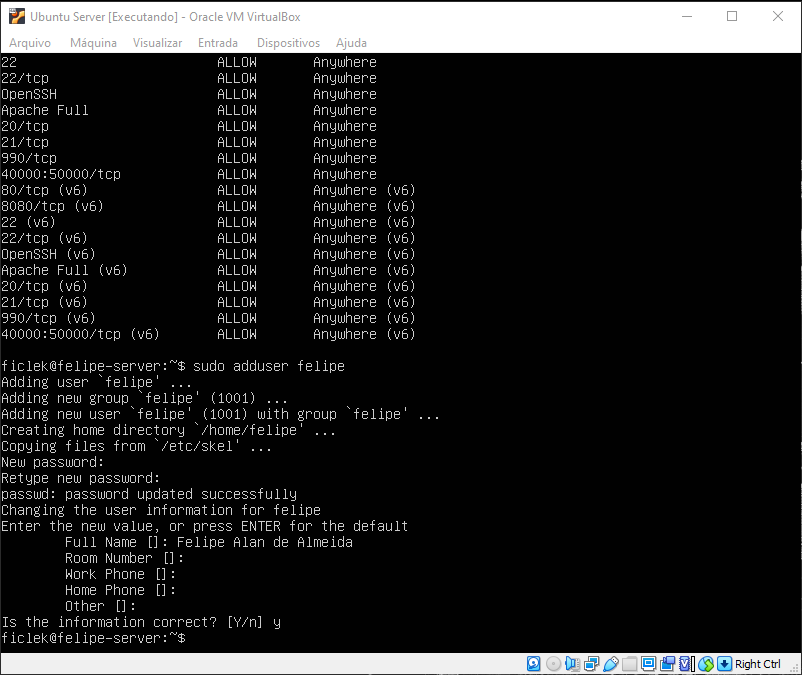 Ubuntu Server [Executando] - Oracle VM VirtualBox
Arquivo Máquina Visualizar Entrada Dispositivos Ajuda
22                         ALLOW       Anywhere
22/tcp                     ALLOW       Anywhere
OpenSSH                    ALLOW       Anywhere
Apache Full                ALLOW       Anywhere
20/tcp                     ALLOW       Anywhere
21/tcp                     ALLOW       Anywhere
990/tcp                    ALLOW       Anywhere
40000:50000/tcp            ALLOW       Anywhere
80/tcp (v6)                ALLOW       Anywhere (v6)
8080/tcp (v6)              ALLOW       Anywhere (v6)
22 (v6)                    ALLOW       Anywhere (v6)
22/tcp (v6)                ALLOW       Anywhere (v6)
OpenSSH (v6)               ALLOW       Anywhere (v6)
Apache Full (v6)           ALLOW       Anywhere (v6)
20/tcp (v6)                ALLOW       Anywhere (v6)
21/tcp (v6)                ALLOW       Anywhere (v6)
990/tcp (v6)               ALLOW       Anywhere (v6)
40000:50000/tcp (v6)       ALLOW       Anywhere (v6)
ficlek@felipe-server:~$ sudo adduser felipe
Adding user `felipe' ...
Adding new group `felipe' (1001) ...
Adding new user `felipe' (1001) with group `felipe' ...
Creating home directory `/home/felipe' ...
Copying files from `/etc/skel' ...
New password:
Retype new password:
passwd: password updated successfully
Changing the user information for felipe
Enter the new value, or press ENTER for the default
        Full Name []: Felipe Alan de Almeida
        Room Number []:
        Work Phone []:
        Home Phone []:
        Other []:
Is the information correct? [Y/n] y
ficlek@felipe-server:~$
Right Ctrl